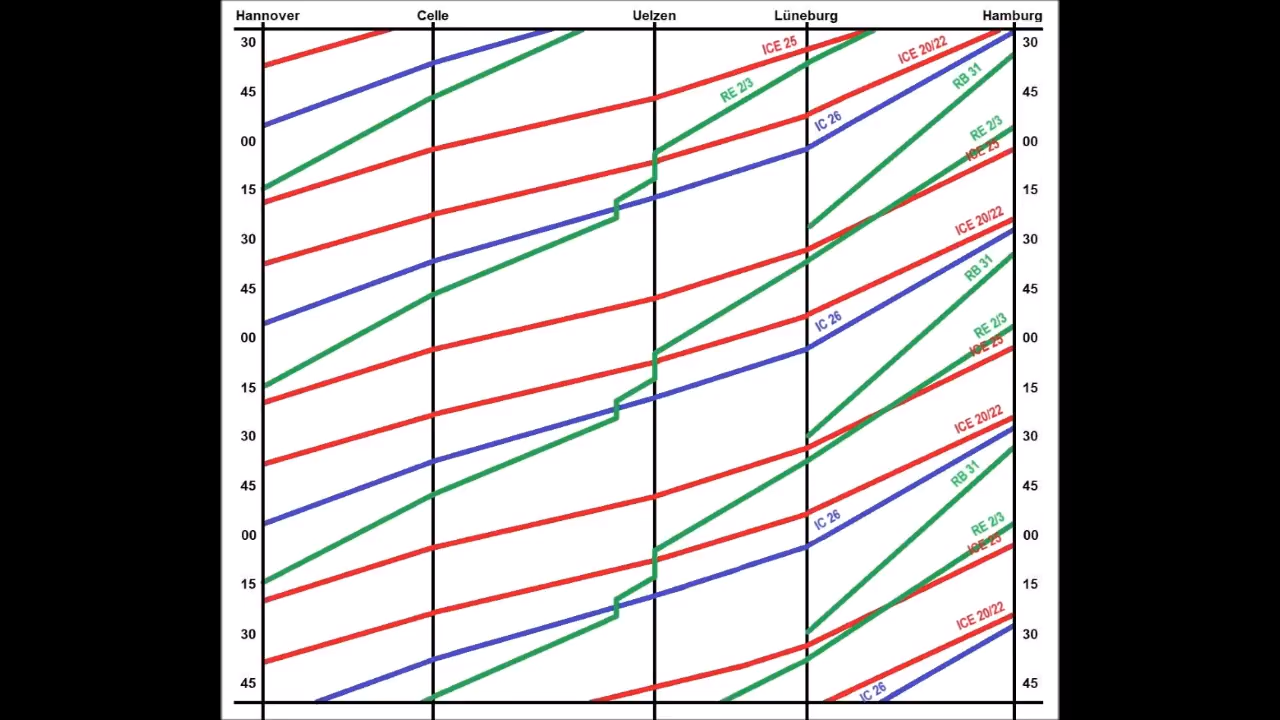 Hannover Celle Uelzen Lüneburg Hamburg
30 ICE 25 ICE 20/22 30
RE 2/3 RB 31
45 45
IC 26 RE 2/3
00 ICE 25 00
15 15
ICE 20/22
30 30
RB 31
45 45
IC 26 RE 2/3
00 ICE 25 00
15 15
ICE 20/22
30 30
RB 31
45 45
IC 26 RE 2/3
00 ICE 25 00
15 15
ICE 20/22
30 30
45 IC 26 45